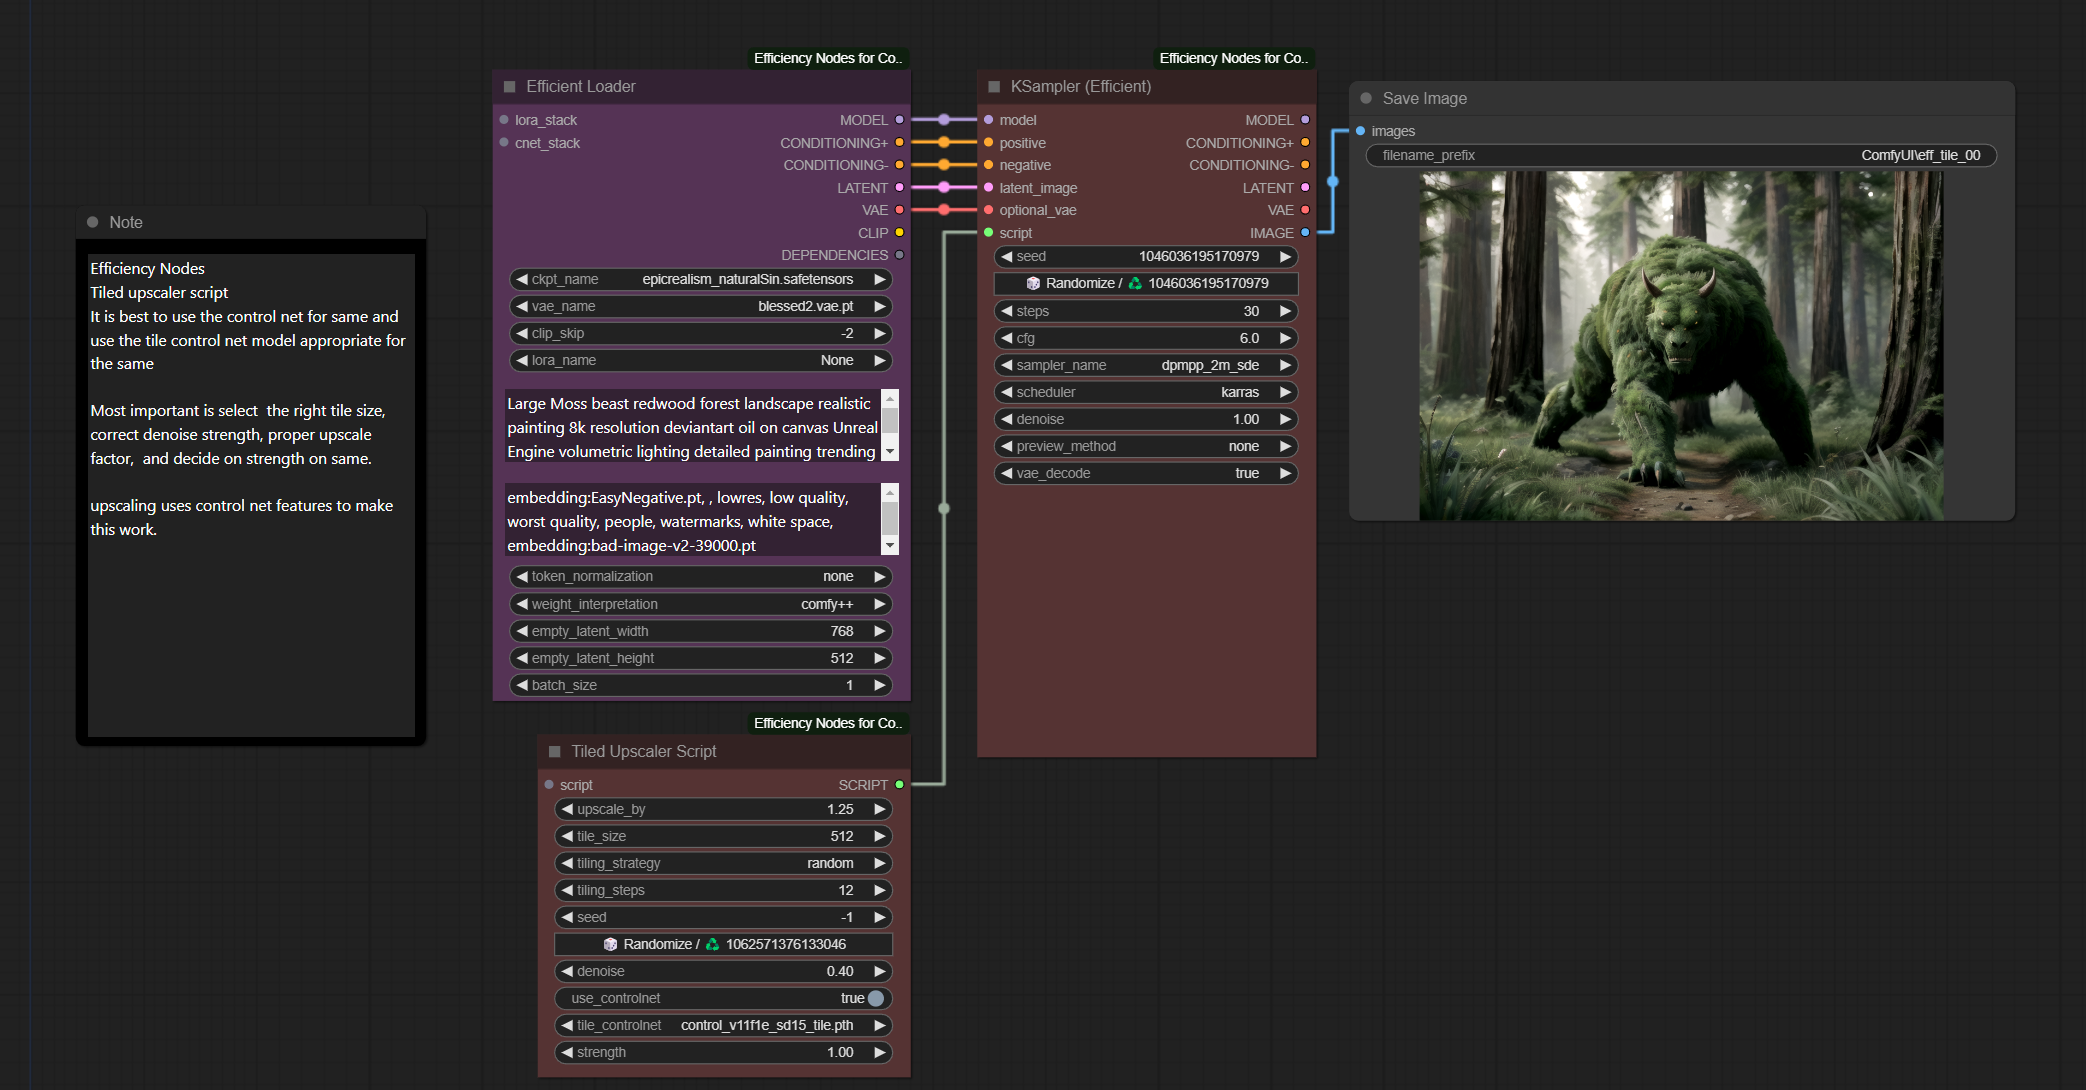 Note
Efficiency Nodes
Tiled upscaler script
It is best to use the control net for same and
use the tile control net model appropriate for
the same
Most important is select  the right tile size,
correct denoise strength, proper upscale
factor,  and decide on strength on same.
upscaling uses control net features to make
this work.
Efficiency Nodes for Co..
Efficient Loader
lora_stack MODEL
cnet_stack CONDITIONING+
CONDITIONING-
LATENT
VAE
CLIP
DEPENDENCIES
ckpt_name epicrealism_naturalSin.safetensors
vae_name blessed2.vae.pt
clip_skip -2
lora_name None
Large Moss beast redwood forest landscape realistic
painting 8k resolution deviantart oil on canvas Unreal
Engine volumetric lighting detailed painting trending
embedding:EasyNegative.pt, , lowres, low quality,
worst quality, people, watermarks, white space,
embedding:bad-image-v2-39000.pt
token_normalization none
weight_interpretation comfy++
empty_latent_width 768
empty_latent_height 512
batch_size 1
Efficiency Nodes for Co..
Tiled Upscaler Script
script SCRIPT
upscale_by 1.25
tile_size 512
tiling_strategy random
tiling_steps 12
seed -1
Randomize / 1062571376133046
denoise 0.40
use_controlnet true
tile_controlnet control_v11f1e_sd15_tile.pth
strength 1.00
Efficiency Nodes for Co..
KSampler (Efficient)
model MODEL
positive CONDITIONING+
negative CONDITIONING-
latent_image LATENT
optional_vae VAE
script IMAGE
seed 1046036195170979
Randomize / 1046036195170979
steps 30
cfg 6.0
sampler_name dpmpp_2m_sde
scheduler karras
denoise 1.00
preview_method none
vae_decode true
Save Image
images
filename_prefix ComfyUI\eff_tile_00